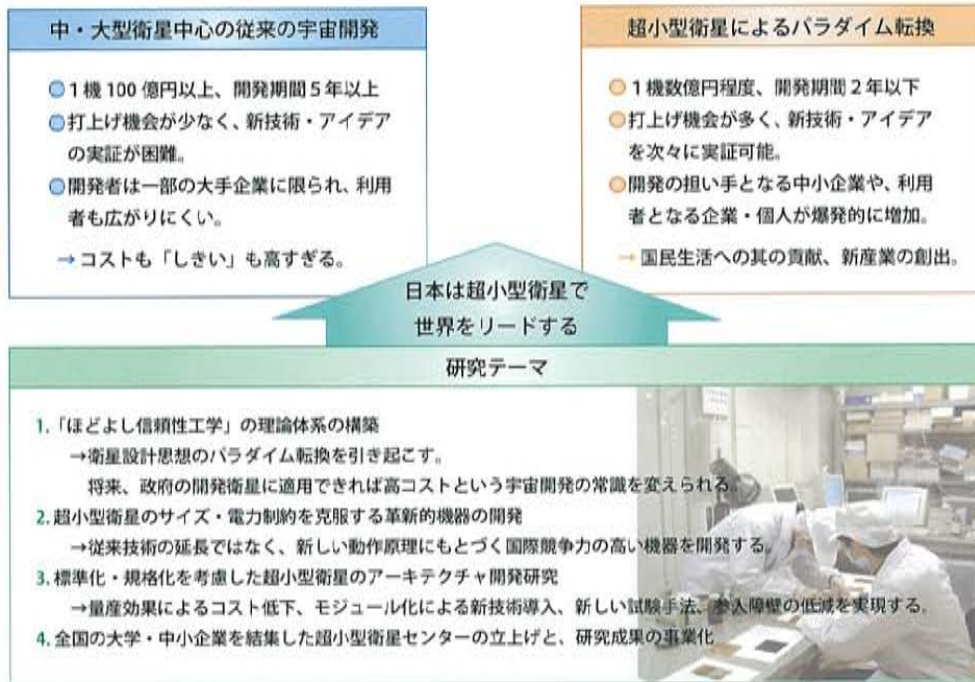 中・大型衛星中心の従来の宇宙開発
●1機100億円以上、開発期間5年以上
●打上げ機会が少なく、新技術・アイデア
の実証が困難。
●開発者は一部の大手企業に限られ、利用
者も広がりにくい。
→コストも「しきい」も高すぎる。
超小型衛星によるパラダイム転換
●1機数億円程度、開発期間2年以下
●打上げ機会が多く、新技術・アイデア
を次々に実証可能。
●開発の担い手となる中小企業や、利用
者となる企業・個人が爆発的に増加。
→国民生活への其の貢献、新産業の創出。
日本は超小型衛星で
世界をリードする
研究テーマ
1.「ほどよし信頼性工学」の理論体系の構築
→衛星設計思想のパラダイム転換を引き起こす。
将来、政府の開発衛星に適用できれば高コストという宇宙開発の常識を変えられる。
2. 超小型衛星のサイズ・電力制約を克服する革新的機器の開発
→従来技術の延長ではなく、新しい動作原理にもとづく国際競争力の高い機器を開発する。
3. 標準化・規格化を考慮した超小型衛星のアーキテクチャ開発研究
→量産効果によるコスト低下、モジュール化による新技術導入、新しい試験手法、参入障壁の低減を実現する。
4. 全国の大学・中小企業を結集した超小型衛星センターの立上げと、研究成果の事業化